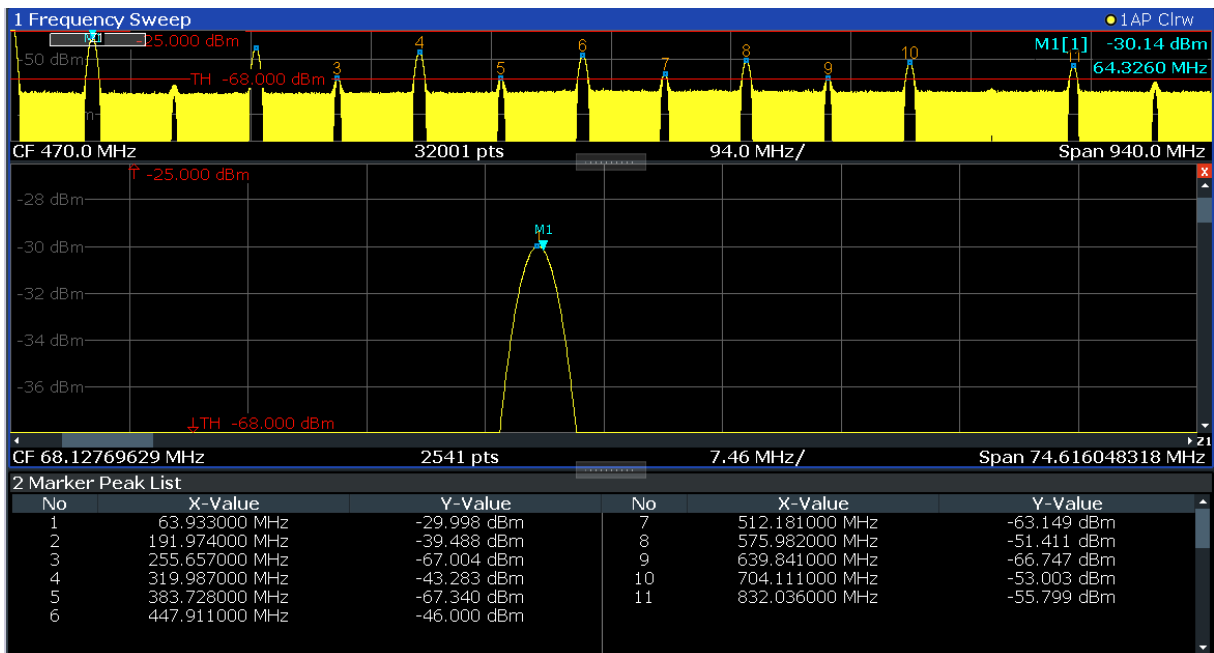 1 Frequency Sweep
1AP Clrw
M1 -25.000 dBm
4
6
8
10
M1[1] -30.14 dBm
-50 dBm
3
5
7
9
11
64.3260 MHz
TH -68.000 dBm
CF 470.0 MHz 32001 pts 94.0 MHz/ Span 940.0 MHz
-25.000 dBm
-28 dBm
M1
-30 dBm
-32 dBm
-34 dBm
-36 dBm
TH -68.000 dBm
Z1
CF 68.12769629 MHz 2541 pts 7.46 MHz/ Span 74.616048318 MHz
2 Marker Peak List
No X-Value Y-Value No X-Value Y-Value
1 63.933000 MHz -29.998 dBm 7 512.181000 MHz -63.149 dBm
2 191.974000 MHz -39.488 dBm 8 575.982000 MHz -51.411 dBm
3 255.657000 MHz -67.004 dBm 9 639.841000 MHz -66.747 dBm
4 319.987000 MHz -43.283 dBm 10 704.111000 MHz -53.003 dBm
5 383.728000 MHz -67.340 dBm 11 832.036000 MHz -55.799 dBm
6 447.911000 MHz -46.000 dBm